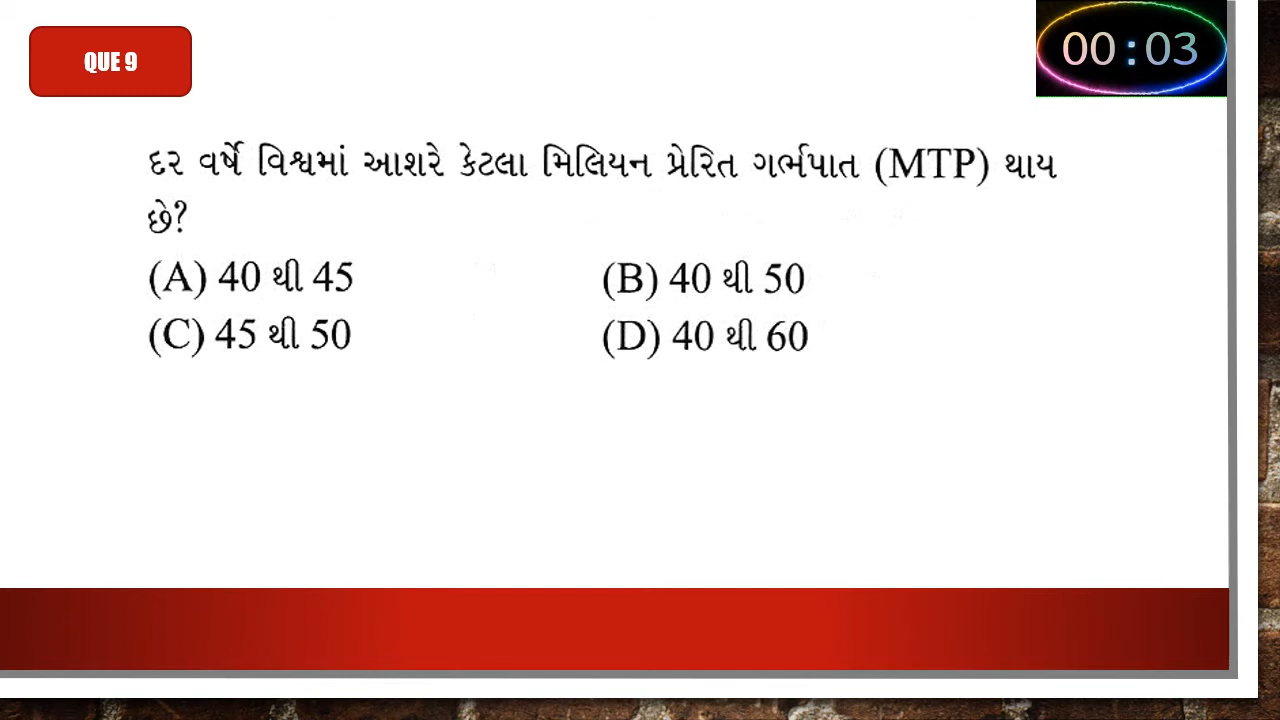 QUE 9
00:03
દર વર્ષે વિશ્વમાં આશરે કેટલા મિલિયન પ્રેરિત ગર્ભપાત (MTP) થાય
છે?
(A) 40 થી 45 (B) 40 થી 50
(C) 45 થી 50 (D) 40 થી 60